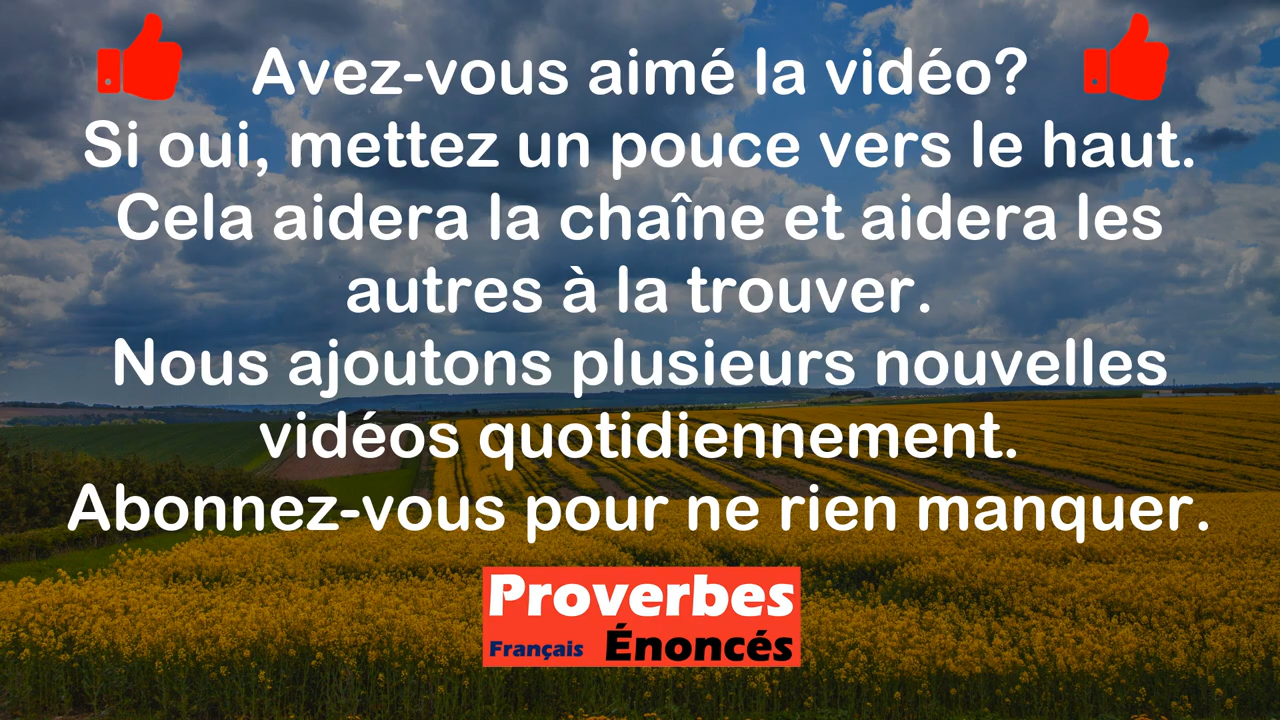 Avez-vous aimé la vidéo?
Si oui, mettez un pouce vers le haut.
Cela aidera la chaîne et aidera les
autres à la trouver.
Nous ajoutons plusieurs nouvelles
vidéos quotidiennement.
Abonnez-vous pour ne rien manquer.
Proverbes
Français Énoncés